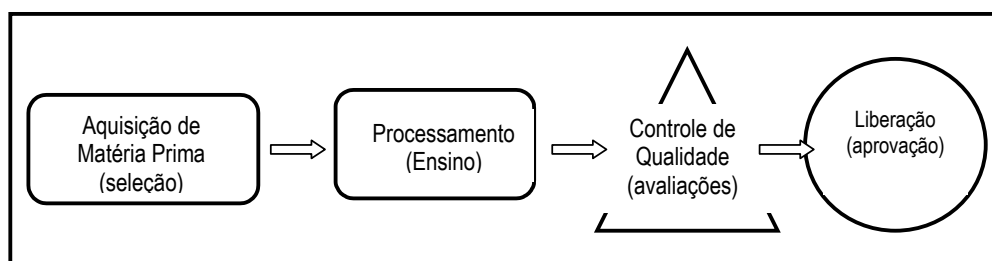 Aquisição de
Matéria Prima
(seleção)
Processamento
(Ensino)
Controle de
Qualidade
(avaliações)
Liberação
(aprovação)